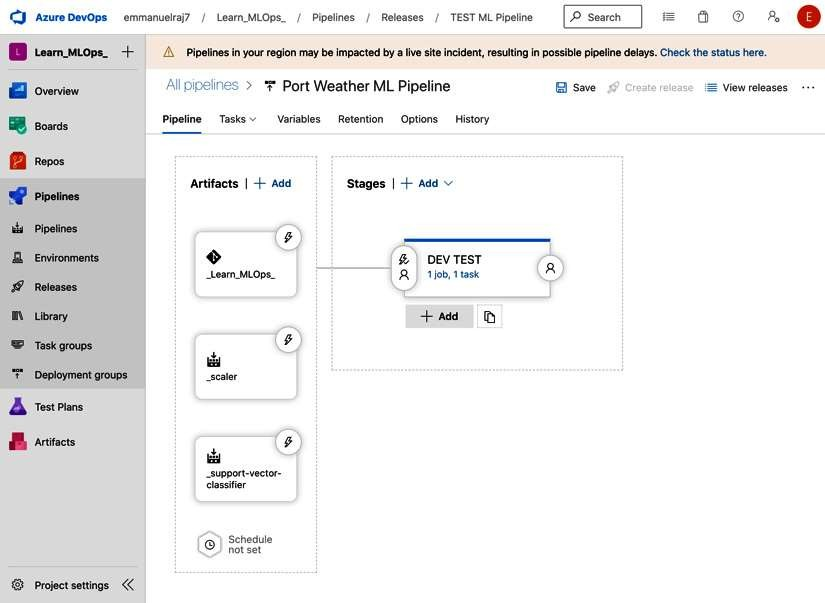 Azure DevOps emmanuelraj7 / Learn_MLOps_ / Pipelines / Releases / TEST ML Pipeline Search E
L Learn_MLOps_ +
Pipelines in your region may be impacted by a live site incident, resulting in possible pipeline delays. Check the status here.
All pipelines > Port Weather ML Pipeline
Save Create release View releases ...
Pipeline Tasks Variables Retention Options History
Overview
Boards
Repos
Pipelines
Pipelines
Environments
Releases
Library
Task groups
Deployment groups
Test Plans
Artifacts
Project settings
Artifacts | + Add
_Learn_MLOps_
_scaler
_support-vector-
classifier
Schedule
not set
Stages | + Add
DEV TEST
1 job, 1 task
+ Add